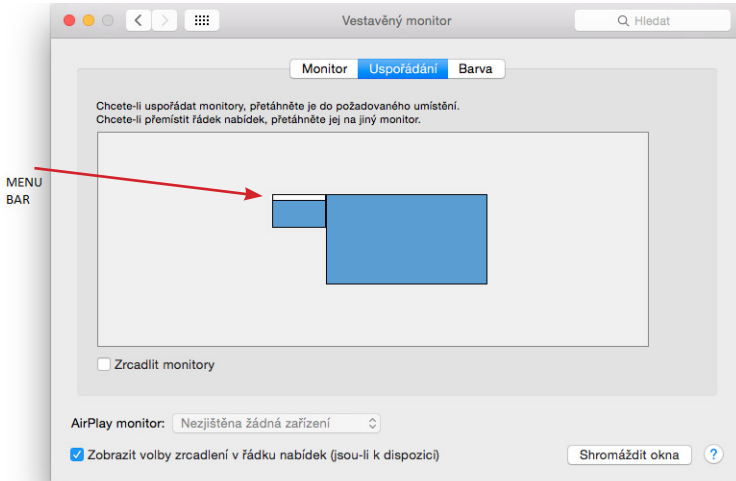 Vestavěný monitor
Hledat
Monitor
Uspořádání
Barva
Chcete-li uspořádat monitory, přetáhněte je do požadovaného umístění.
Chcete-li přemístit řádek nabídek, přetáhněte jej na jiný monitor.
MENU
BAR
Zrcadlit monitory
AirPlay monitor: Nezjištěna žádná zařízení
Zobrazit volby zrcadlení v řádku nabídek (jsou-li k dispozici)
Shromáždit okna
?